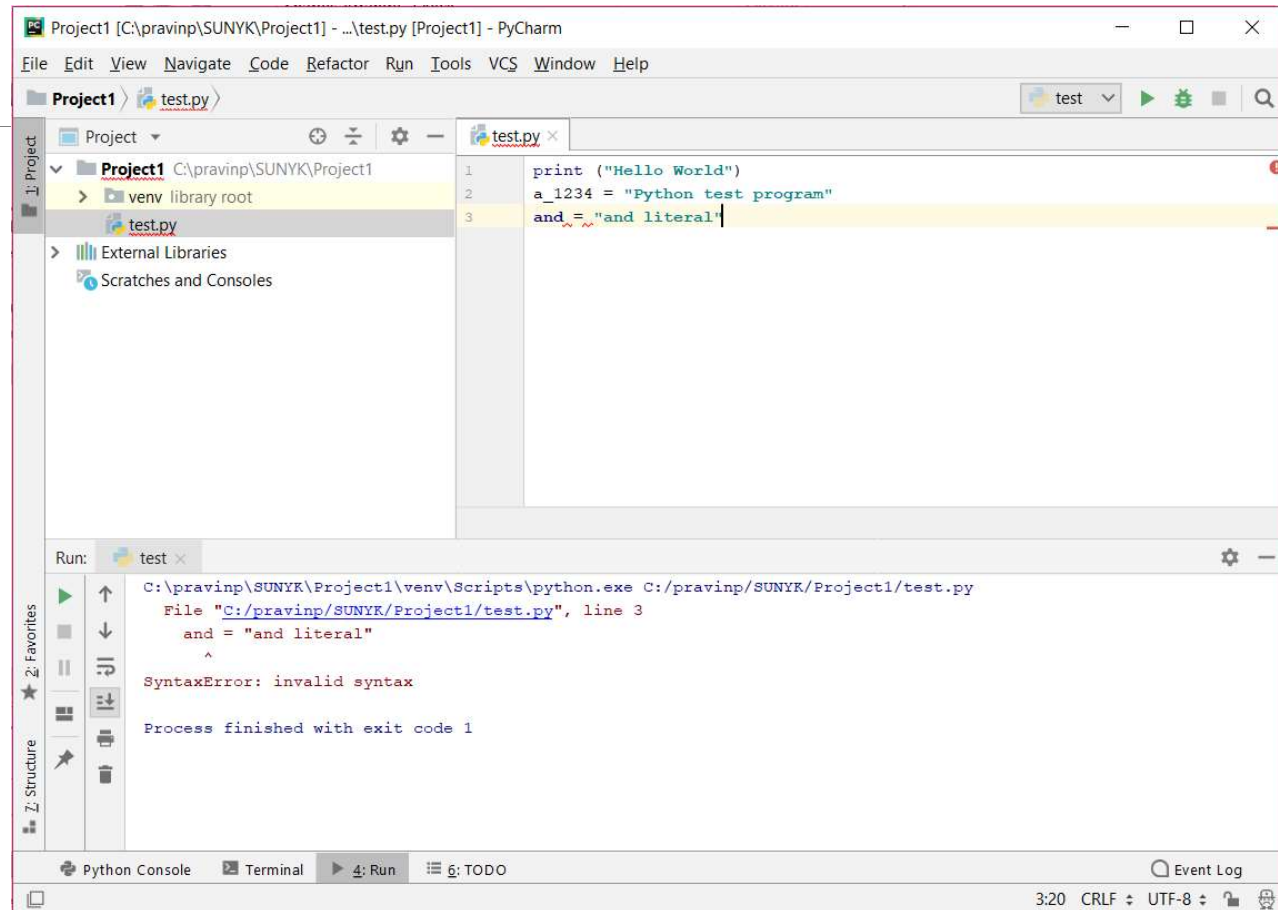 Project1 [C:\pravinp\SUNYK\Project1] - ...\test.py [Project1] - PyCharm
File Edit View Navigate Code Refactor Run Tools VCS Window Help
Project1 test.py test
1: Project
Project
test.py
Project1 C:\pravinp\SUNYK\Project1
venv library root
test.py
External Libraries
Scratches and Consoles
1 print ("Hello World")
2 a_1234 = "Python test program"
3 and = "and literal"
Run: test
C:\pravinp\SUNYK\Project1\venv\Scripts\python.exe C:/pravinp/SUNYK/Project1/test.py
File "C:/pravinp/SUNYK/Project1/test.py", line 3
and = "and literal"
^
SyntaxError: invalid syntax
Process finished with exit code 1
2: Favorites
7: Structure
Python Console Terminal 4: Run 6: TODO Event Log
3:20 CRLF UTF-8